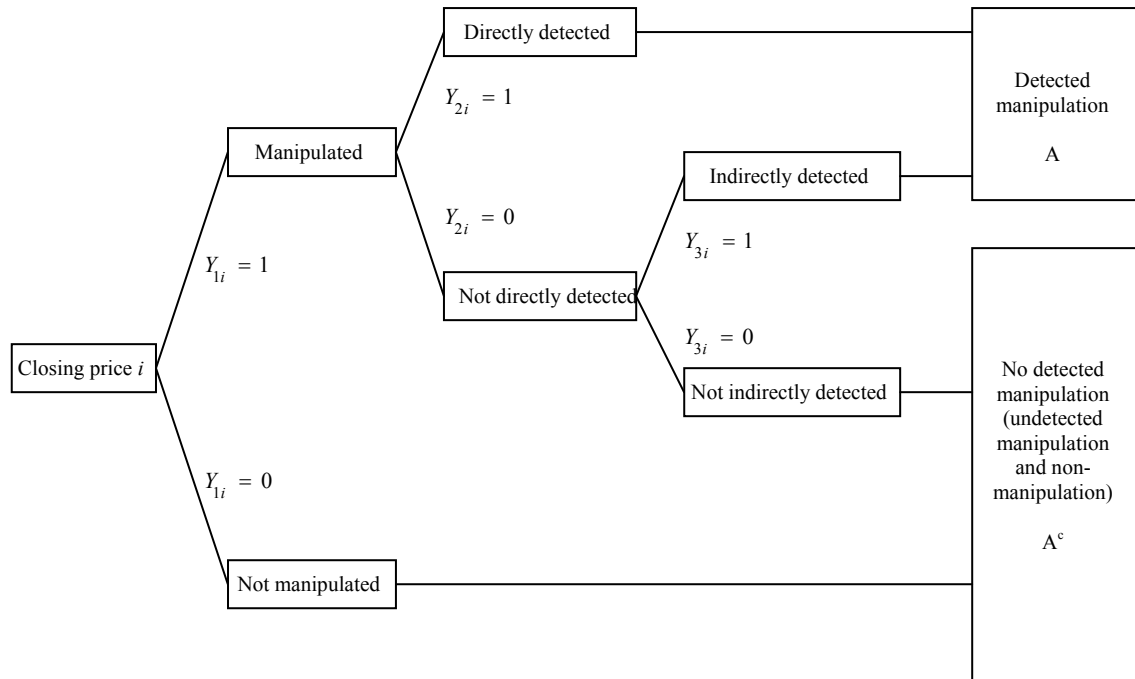 Directly detected
Y2i = 1
Detected
manipulation
A
Manipulated
Indirectly detected
Y2i = 0
Y3i = 1
Y1i = 1
Not directly detected
Y3i = 0
Closing price i
Not indirectly detected
No detected
manipulation
(undetected
manipulation
and non-
manipulation)
Ac
Y1i = 0
Not manipulated